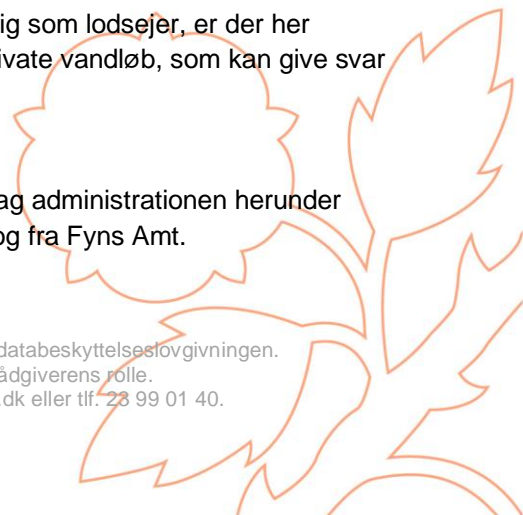 ig som lodsejer, er der her
ivate vandløb, som kan give svar
ag administrationen herunder
og fra Fyns Amt.
databeskyttelseslovgivningen.
ådgiverens rolle.
.dk eller tlf. 23 99 01 40.